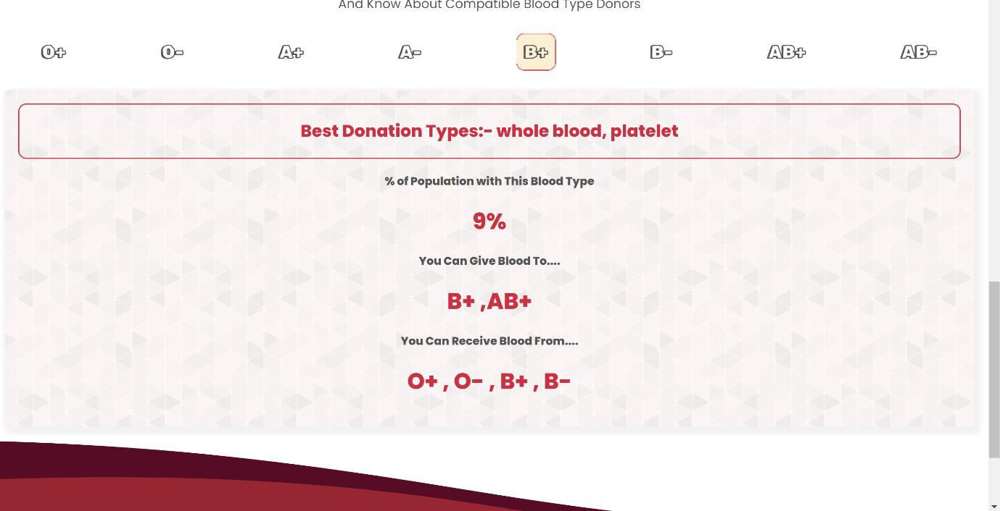 And Know About Compatible Blood Type Donors
O+ O- A+ A- B+ B- AB+ AB-
Best Donation Types:- whole blood, platelet
% of Population with This Blood Type
9%
You Can Give Blood To....
B+ ,AB+
You Can Receive Blood From....
O+ , O- , B+ , B-